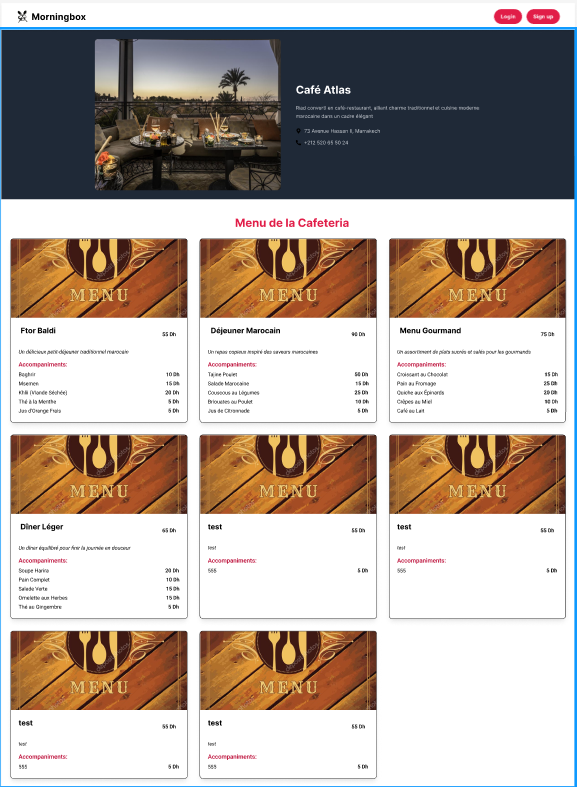 Morningbox
Login
Sign up
Café Atlas
Riad converti en café-restaurant, alliant charme traditionnel et cuisine moderne
marocaine dans un cadre élégant
73 Avenue Hassan II, Marrakech
+212 520 65 50 24
Menu de la Cafeteria
MENU
Ftor Baldi
55 Dh
Un délicieux petit-déjeuner traditionnel marocain
Accompaniments:
Baghrir 10 Dh
Msemen 15 Dh
Khlii (Viande Séchée) 20 Dh
Thé à la Menthe 5 Dh
Jus d'Orange Frais 5 Dh
MENU
Déjeuner Marocain
90 Dh
Un repas copieux inspiré des saveurs marocaines
Accompaniments:
Tajine Poulet 50 Dh
Salade Marocaine 15 Dh
Couscous au Légumes 25 Dh
Briouates au Poulet 10 Dh
Jus de Citronnade 5 Dh
MENU
Menu Gourmand
75 Dh
Un assortiment de plats sucrés et salés pour les gourmands
Accompaniments:
Croissant au Chocolat 15 Dh
Pain au Fromage 25 Dh
Quiche aux Épinards 20 Dh
Crêpes au Miel 10 Dh
Café au Lait 5 Dh
MENU
Dîner Léger
65 Dh
Un dîner équilibré pour finir la journée en douceur
Accompaniments:
Soupe Harira 20 Dh
Pain Complet 10 Dh
Salade Verte 15 Dh
Omelette aux Herbes 15 Dh
Thé au Gingembre 5 Dh
MENU
test
55 Dh
test
Accompaniments:
555 5 Dh
MENU
test
55 Dh
test
Accompaniments:
555 5 Dh
MENU
test
55 Dh
test
Accompaniments:
555 5 Dh
MENU
test
55 Dh
test
Accompaniments:
555 5 Dh